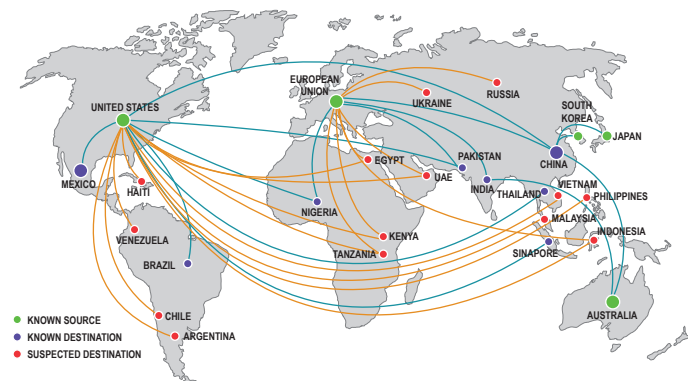 EUROPEAN
UNION
RUSSIA
UKRAINE
UNITED STATES
SOUTH
KOREA
JAPAN
CHINA
EGYPT
PAKISTAN
MEXICO
HAITI
UAE
INDIA
THAILAND
VIETNAM
PHILIPPINES
NIGERIA
MALAYSIA
VENEZUELA
KENYA
INDONESIA
TANZANIA
SINAPORE
BRAZIL
CHILE
AUSTRALIA
ARGENTINA
KNOWN SOURCE
KNOWN DESTINATION
SUSPECTED DESTINATION